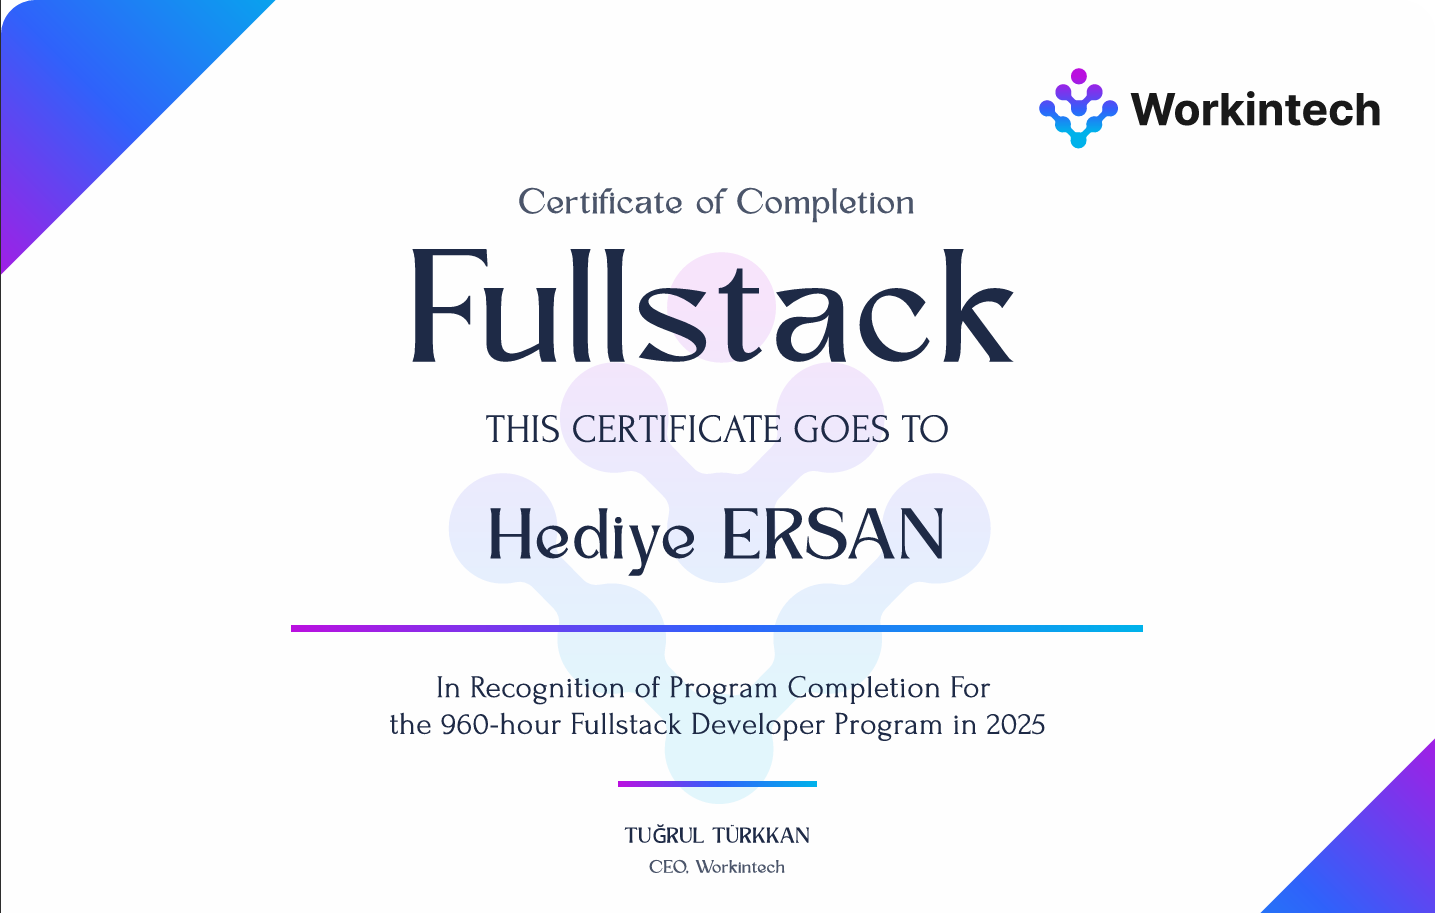 Workintech
Certificate of Completion
Fullstack
THIS CERTIFICATE GOES TO
Hediye ERSAN
In Recognition of Program Completion For
the 960-hour Fullstack Developer Program in 2025
TUĞRUL TÜRKKAN
CEO, Workintech